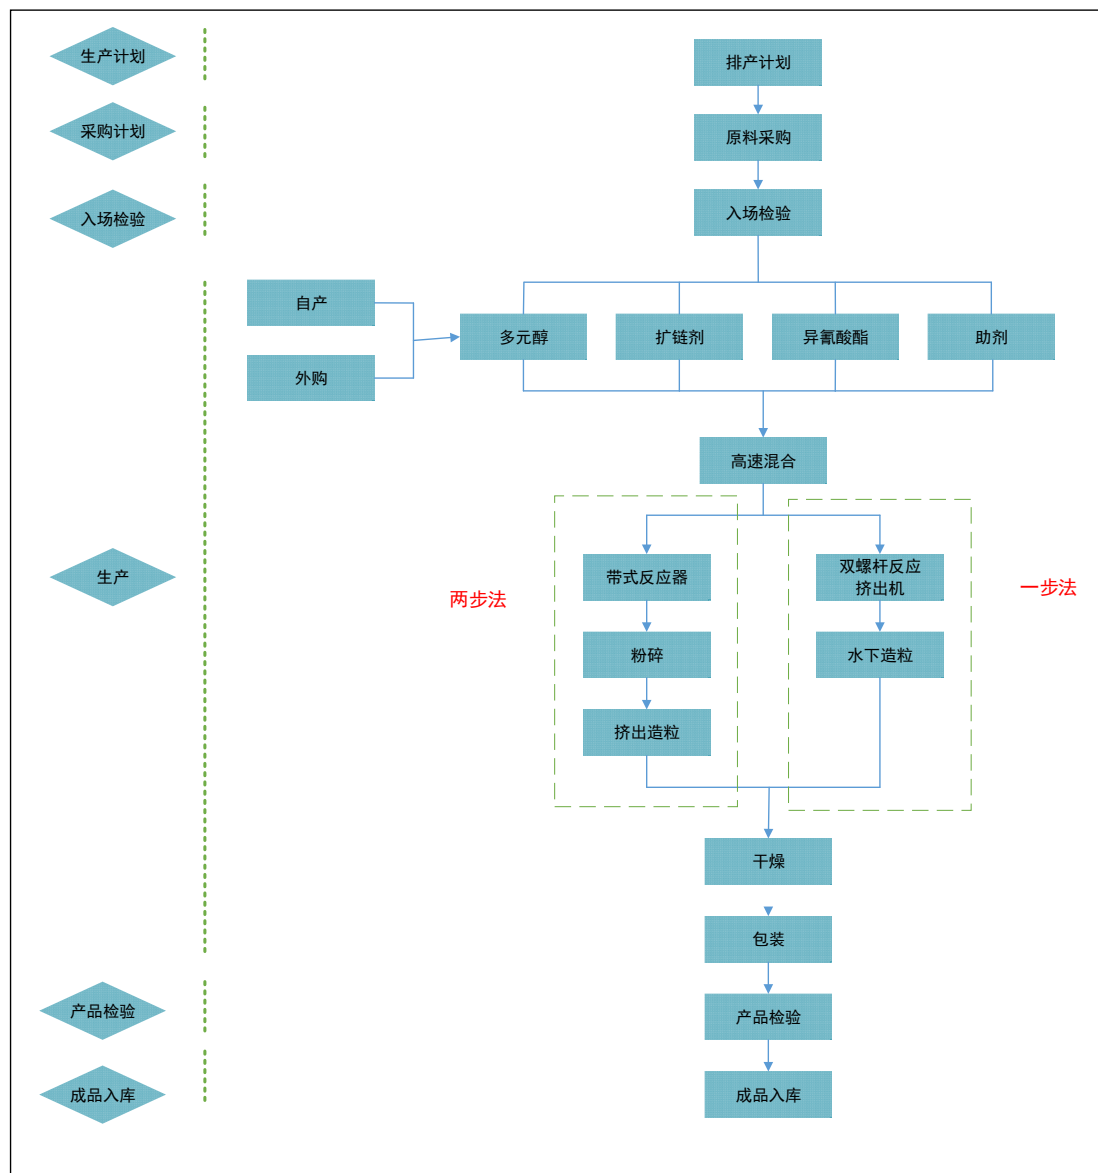 生产计划
排产计划
采购计划
原料采购
入场检验
入场检验
自产
外购
多元醇
扩链剂
异氰酸酯
助剂
高速混合
生产
两步法
带式反应器
粉碎
挤出造粒
双螺杆反应
挤出机
水下造粒
一步法
干燥
包装
产品检验
产品检验
成品入库
成品入库